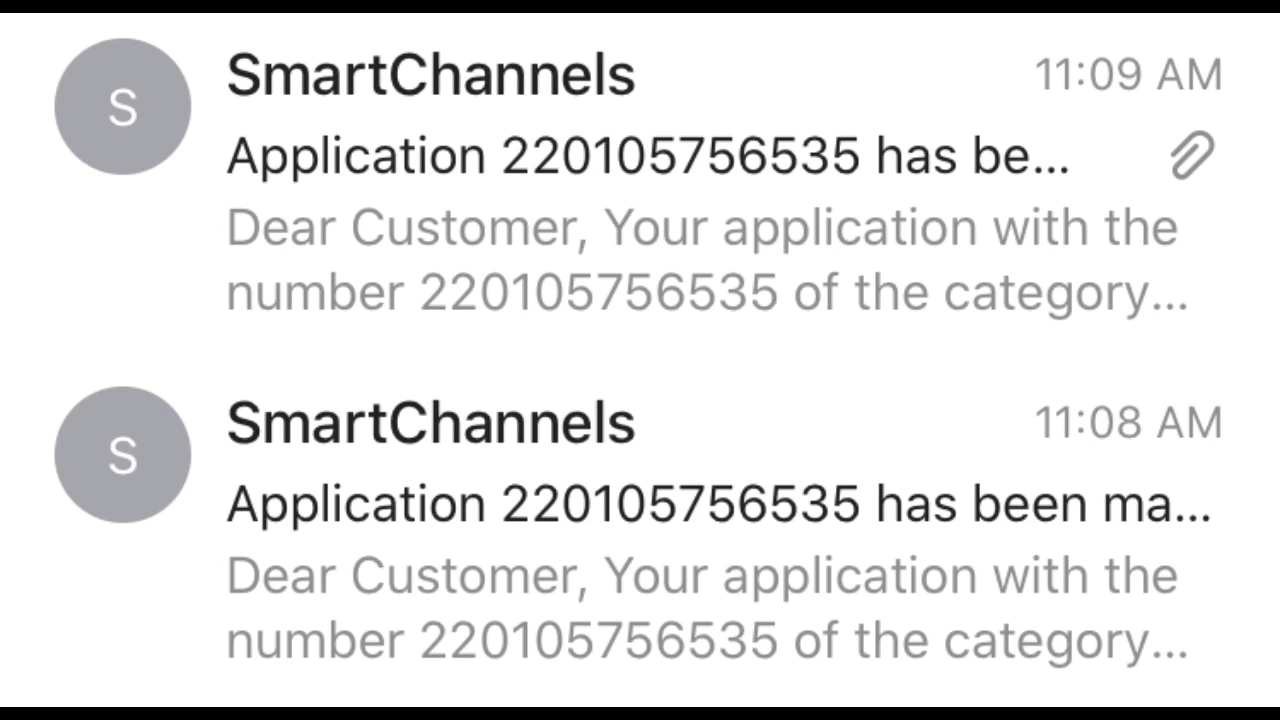 S
SmartChannels
11:09 AM
Application 220105756535 has be...
Dear Customer, Your application with the
number 220105756535 of the category...
S
SmartChannels
11:08 AM
Application 220105756535 has been ma...
Dear Customer, Your application with the
number 220105756535 of the category...